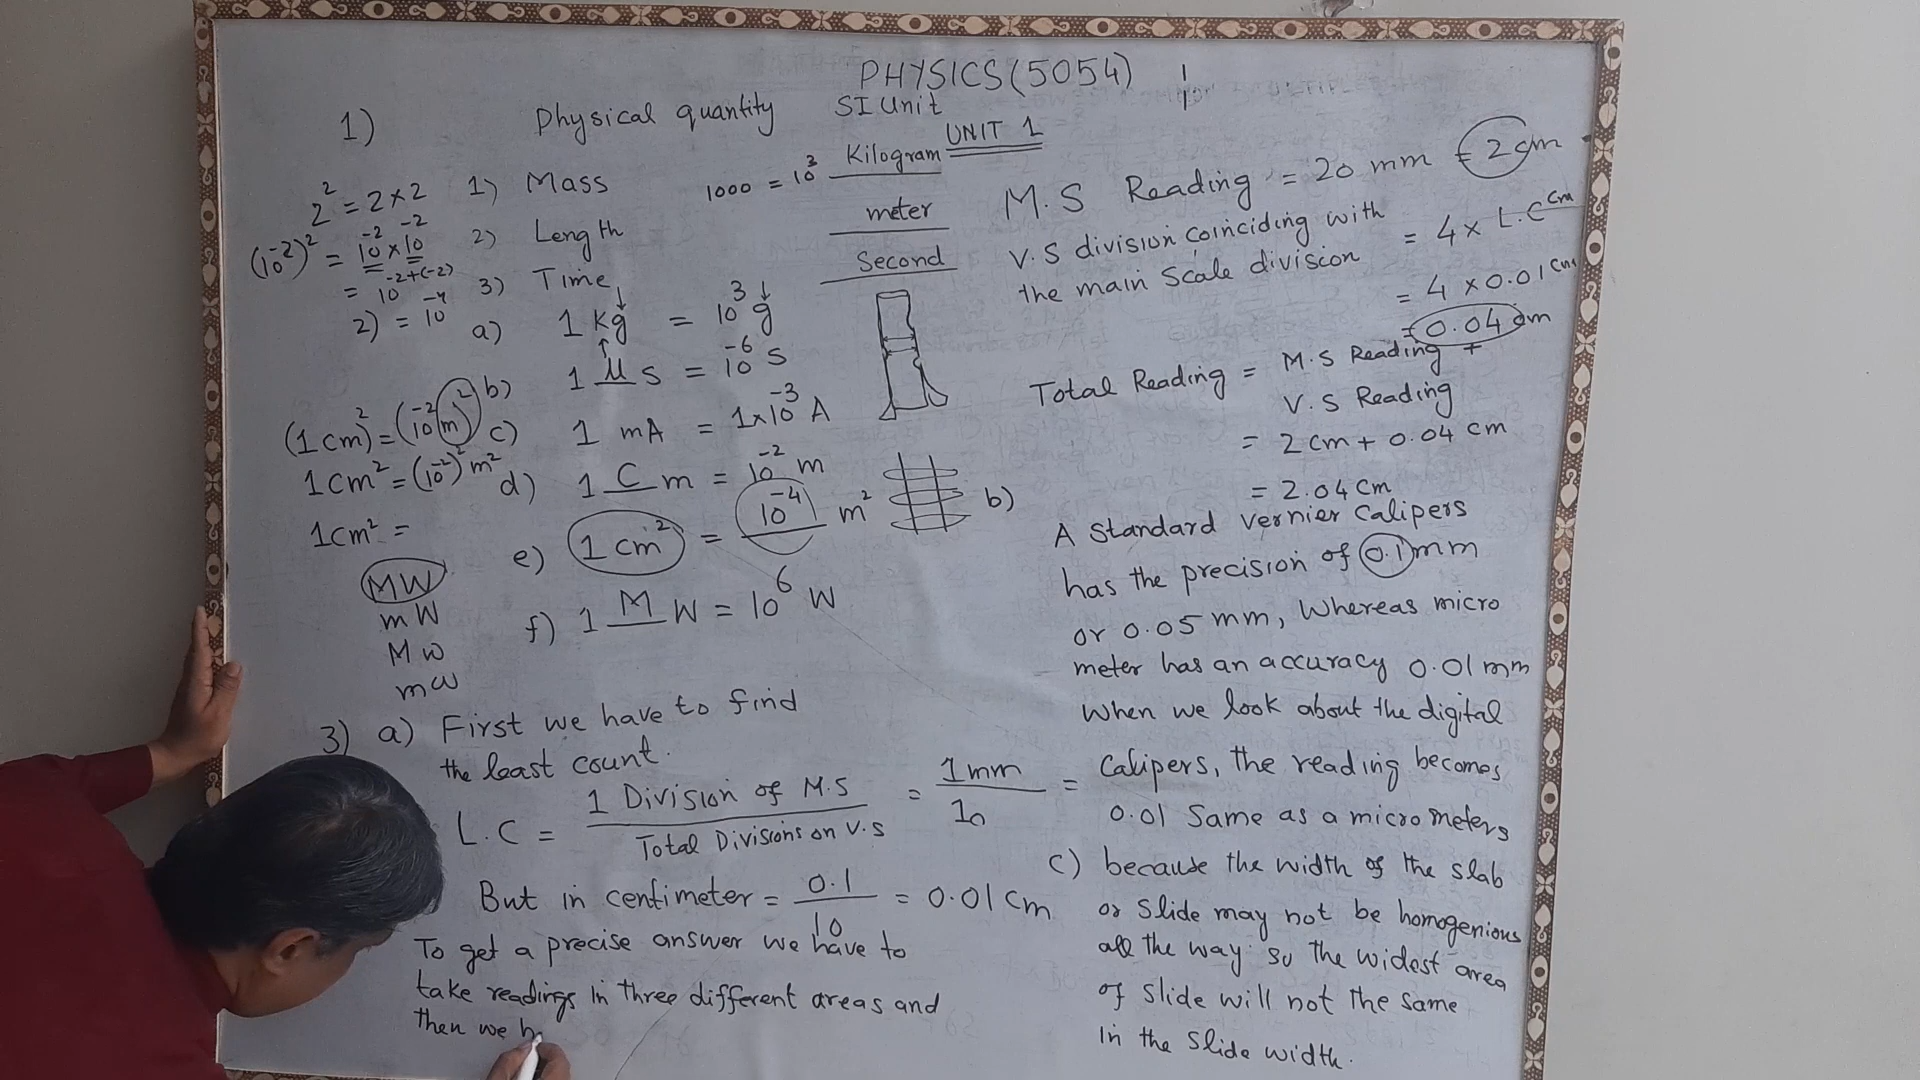 PHYSICS (5054)
1) Physical quantity SI Unit
UNIT 1
1) Mass 1000 = 10³ Kilogram
2) Length meter
3) Time Second
2² = 2×2
(10⁻²)² = 10⁻² × 10⁻²
= 10⁻²⁺⁽⁻²⁾
= 10⁻⁴
2)
a) 1 kg = 10³ g
b) 1 μ s = 10⁻⁶ s
c) 1 mA = 1×10⁻³ A
d) 1 C m = 10⁻² m
e) 1 cm² = 10⁻⁴ m²
f) 1 M W = 10⁶ W
(1 cm)² = (10⁻² m)²
1 cm² = (10⁻²)² m²
1 cm² =
MW
mW
Mw
mw
3) a) First we have to find
the least count.
L.C = 1 Division of M.S / Total Divisions on V.S = 1mm / 10 =
But in centimeter = 0.1 / 10 = 0.01 cm
To get a precise answer we have to
take readings in three different areas and
then we h
M.S Reading = 20 mm = 2 cm
V.S division coinciding with
the main scale division
= 4 × L.C cm
= 4 × 0.01 cm
= 0.04 cm
Total Reading = M.S Reading +
V.S Reading
= 2 cm + 0.04 cm
= 2.04 cm
b)
A Standard vernier calipers
has the precision of 0.1 mm
or 0.05 mm, Whereas micro
meter has an accuracy 0.01 mm
When we look about the digital
Calipers, the reading becomes
0.01 Same as a micro meters
c) because the width of the slab
or slide may not be homogenious
all the way so the widest area
of slide will not the same
in the slide width.